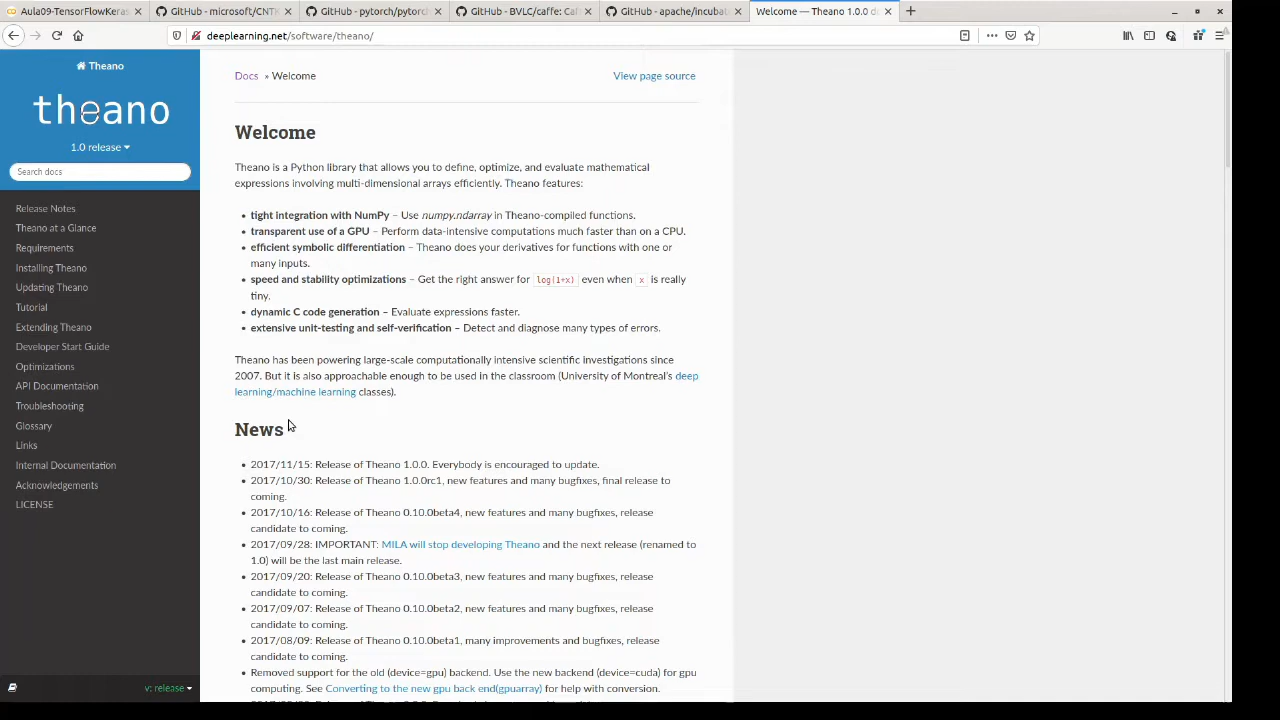 Aula09-TensorFlowKeras
GitHub - microsoft/CNTK
GitHub - pytorch/pytorch
GitHub - BVLC/caffe: Caf
GitHub - apache/incubat
Welcome — Theano 1.0.0 d
deeplearning.net/software/theano/
Theano
theano
1.0 release
Search docs
Release Notes
Theano at a Glance
Requirements
Installing Theano
Updating Theano
Tutorial
Extending Theano
Developer Start Guide
Optimizations
API Documentation
Troubleshooting
Glossary
Links
Internal Documentation
Acknowledgements
LICENSE
v: release
Docs » Welcome
View page source
Welcome
Theano is a Python library that allows you to define, optimize, and evaluate mathematical
expressions involving multi-dimensional arrays efficiently. Theano features:
• tight integration with NumPy – Use numpy.ndarray in Theano-compiled functions.
• transparent use of a GPU – Perform data-intensive computations much faster than on a CPU.
• efficient symbolic differentiation – Theano does your derivatives for functions with one or
many inputs.
• speed and stability optimizations – Get the right answer for log(1+x) even when x is really
tiny.
• dynamic C code generation – Evaluate expressions faster.
• extensive unit-testing and self-verification – Detect and diagnose many types of errors.
Theano has been powering large-scale computationally intensive scientific investigations since
2007. But it is also approachable enough to be used in the classroom (University of Montreal's deep
learning/machine learning classes).
News
• 2017/11/15: Release of Theano 1.0.0. Everybody is encouraged to update.
• 2017/10/30: Release of Theano 1.0.0rc1, new features and many bugfixes, final release to
coming.
• 2017/10/16: Release of Theano 0.10.0beta4, new features and many bugfixes, release
candidate to coming.
• 2017/09/28: IMPORTANT: MILA will stop developing Theano and the next release (renamed to
1.0) will be the last main release.
• 2017/09/20: Release of Theano 0.10.0beta3, new features and many bugfixes, release
candidate to coming.
• 2017/09/07: Release of Theano 0.10.0beta2, new features and many bugfixes, release
candidate to coming.
• 2017/08/09: Release of Theano 0.10.0beta1, many improvements and bugfixes, release
candidate to coming.
• Removed support for the old (device=gpu) backend. Use the new backend (device=cuda) for gpu
computing. See Converting to the new gpu back end(gpuarray) for help with conversion.